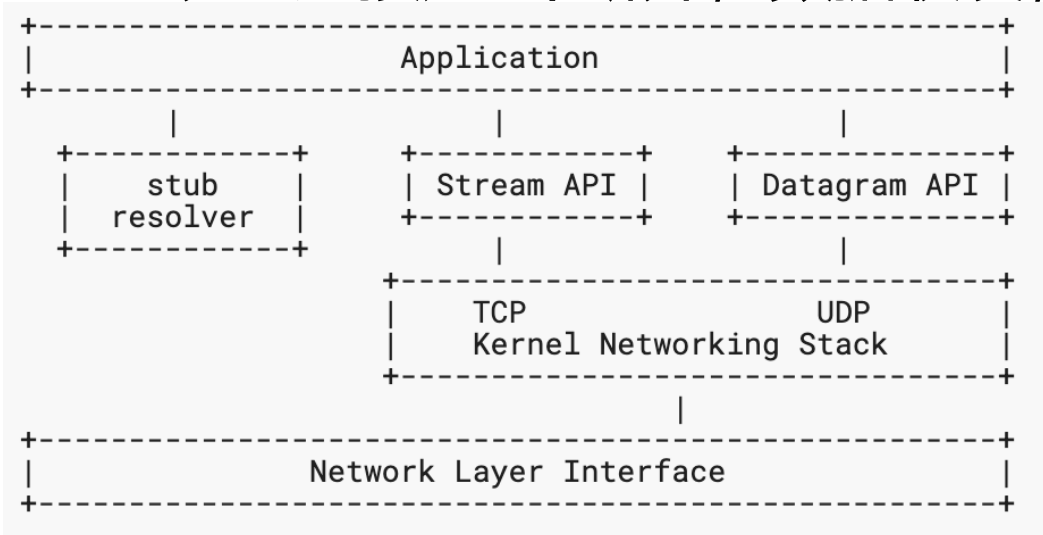 +-----------------------------------------------------+
|                    Application                      |
+-----------------------------------------------------+
        |                 |                  |
  +------------+     +------------+    +--------------+
  |    stub    |     | Stream API |    | Datagram API |
  |  resolver  |     +------------+    +--------------+
  +------------+          |                  |
                    +---------------------------------+
                    |    TCP                UDP       |
                    |    Kernel Networking Stack      |
                    +---------------------------------+
                                    |
+-----------------------------------------------------+
|               Network Layer Interface               |
+-----------------------------------------------------+